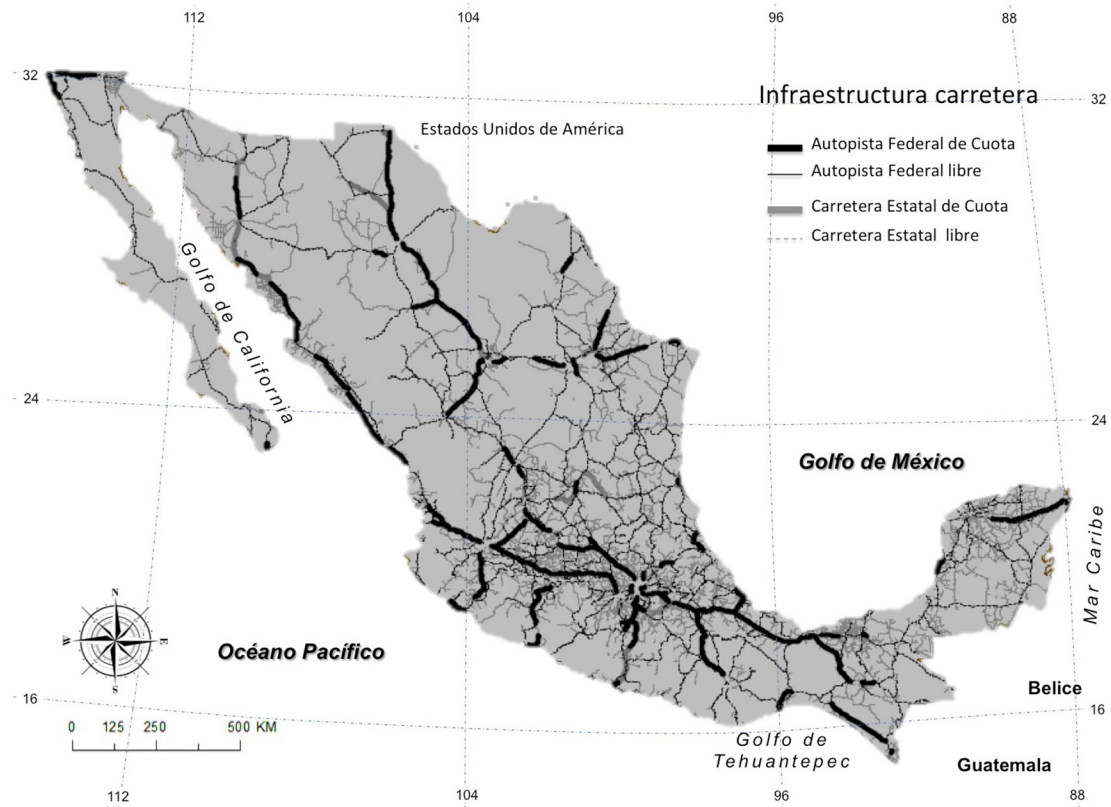 112
104
96
88
32
Infraestructura carretera
32
Estados Unidos de América
Autopista Federal de Cuota
Autopista Federal libre
Carretera Estatal de Cuota
Carretera Estatal libre
Golfo de California
24
24
Golfo de México
Mar Caribe
N
W
E
S
Océano Pacífico
Belice
16
16
0 125 250 500 KM
Golfo de
Tehuantepec
Guatemala
112
104
96
88